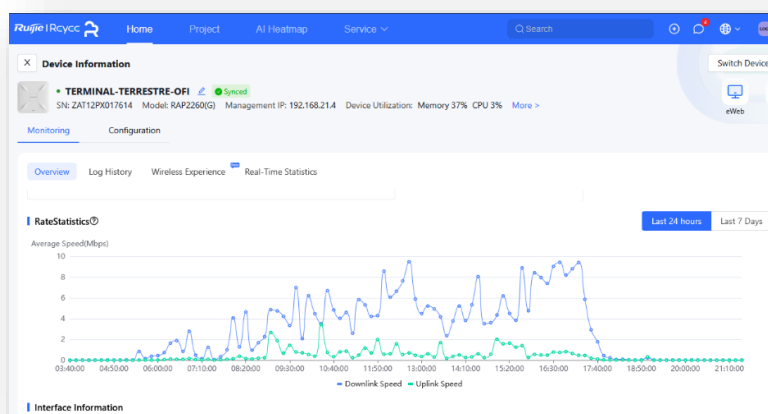 Ruijie | Rcycc Home Project AI Heatmap Service Search
X Device Information Switch Device
TERMINAL-TERRESTRE-OFI Synced
SN: ZAT12PX017614 Model: RAP2260(G) Management IP: 192.168.21.4 Device Utilization: Memory 37% CPU 3% More >
eWeb
Monitoring Configuration
Overview Log History Wireless Experience Real-Time Statistics
RateStatistics Last 24 hours Last 7 Days
Average Speed(Mbps)
10
8
6
4
2
0
03:40:00 04:50:00 06:00:00 07:10:00 08:20:00 09:30:00 10:40:00 11:50:00 13:00:00 14:10:00 15:20:00 16:30:00 17:40:00 18:50:00 20:00:00 21:10:00
Downlink Speed Uplink Speed
Interface Information